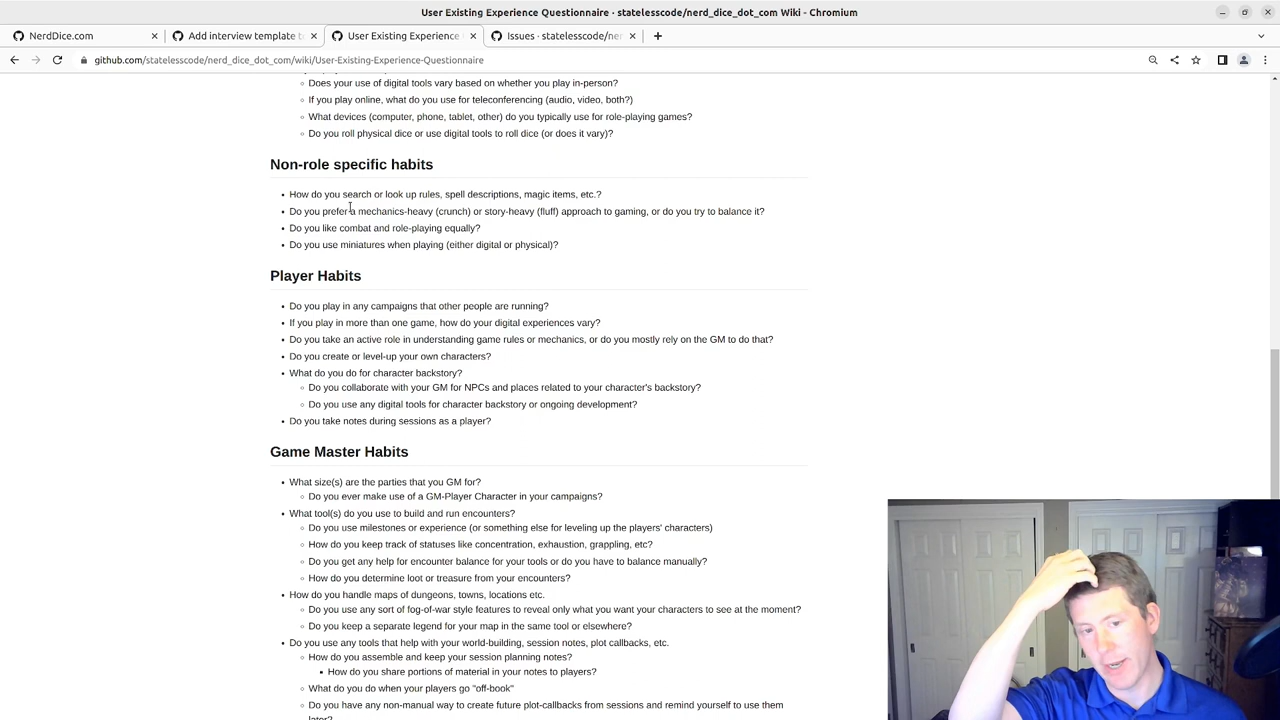 User Existing Experience Questionnaire · statelesscode/nerd_dice_dot_com Wiki - Chromium
NerdDice.com
Add interview template t
User Existing Experience
Issues · statelesscode/ner
github.com/statelesscode/nerd_dice_dot_com/wiki/User-Existing-Experience-Questionnaire
Does your use of digital tools vary based on whether you play in-person?
If you play online, what do you use for teleconferencing (audio, video, both?)
What devices (computer, phone, tablet, other) do you typically use for role-playing games?
Do you roll physical dice or use digital tools to roll dice (or does it vary)?
Non-role specific habits
How do you search or look up rules, spell descriptions, magic items, etc.?
Do you prefer a mechanics-heavy (crunch) or story-heavy (fluff) approach to gaming, or do you try to balance it?
Do you like combat and role-playing equally?
Do you use miniatures when playing (either digital or physical)?
Player Habits
Do you play in any campaigns that other people are running?
If you play in more than one game, how do your digital experiences vary?
Do you take an active role in understanding game rules or mechanics, or do you mostly rely on the GM to do that?
Do you create or level-up your own characters?
What do you do for character backstory?
Do you collaborate with your GM for NPCs and places related to your character's backstory?
Do you use any digital tools for character backstory or ongoing development?
Do you take notes during sessions as a player?
Game Master Habits
What size(s) are the parties that you GM for?
Do you ever make use of a GM-Player Character in your campaigns?
What tool(s) do you use to build and run encounters?
Do you use milestones or experience (or something else for leveling up the players' characters)
How do you keep track of statuses like concentration, exhaustion, grappling, etc?
Do you get any help for encounter balance for your tools or do you have to balance manually?
How do you determine loot or treasure from your encounters?
How do you handle maps of dungeons, towns, locations etc.
Do you use any sort of fog-of-war style features to reveal only what you want your characters to see at the moment?
Do you keep a separate legend for your map in the same tool or elsewhere?
Do you use any tools that help with your world-building, session notes, plot callbacks, etc.
How do you assemble and keep your session planning notes?
How do you share portions of material in your notes to players?
What do you do when your players go "off-book"
Do you have any non-manual way to create future plot-callbacks from sessions and remind yourself to use them
later?